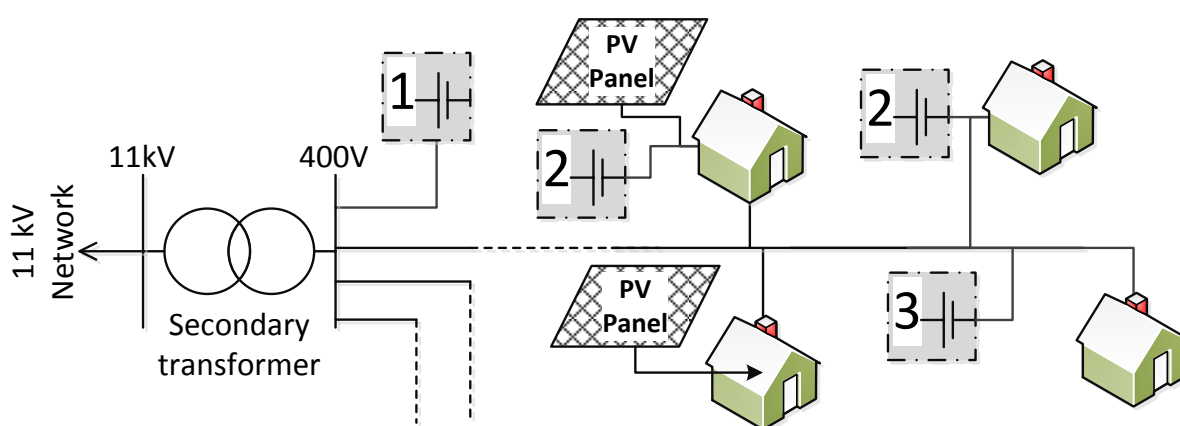 PV
Panel
1
2
2
11kV
400V
11 kV
Network
Secondary
transformer
PV
Panel
3